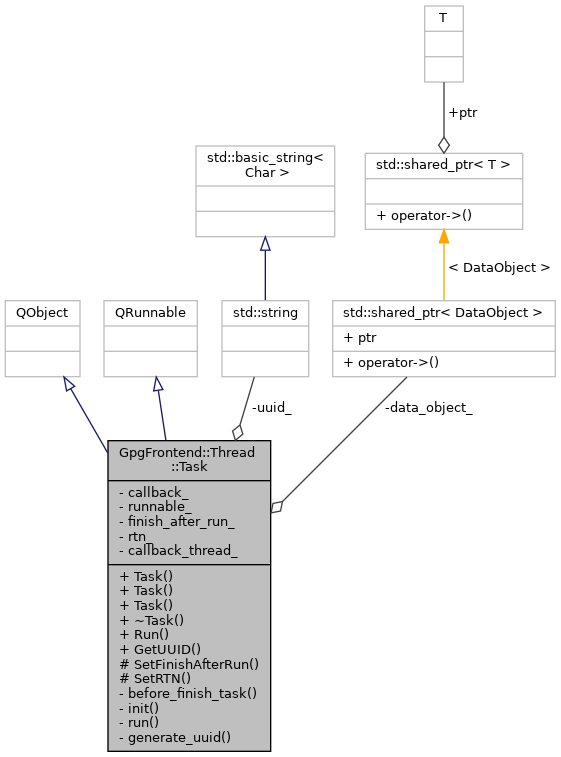 T
+ptr
std::basic_string<
Char >
std::shared_ptr< T >
+ operator->()
< DataObject >
QObject
QRunnable
std::string
std::shared_ptr< DataObject >
+ ptr
+ operator->()
-uuid_
-data_object_
GpgFrontend::Thread
::Task
- callback_
- runnable_
- finish_after_run_
- rtn_
- callback_thread_
+ Task()
+ Task()
+ Task()
+ ~Task()
+ Run()
+ GetUUID()
# SetFinishAfterRun()
# SetRTN()
- before_finish_task()
- init()
- run()
- generate_uuid()